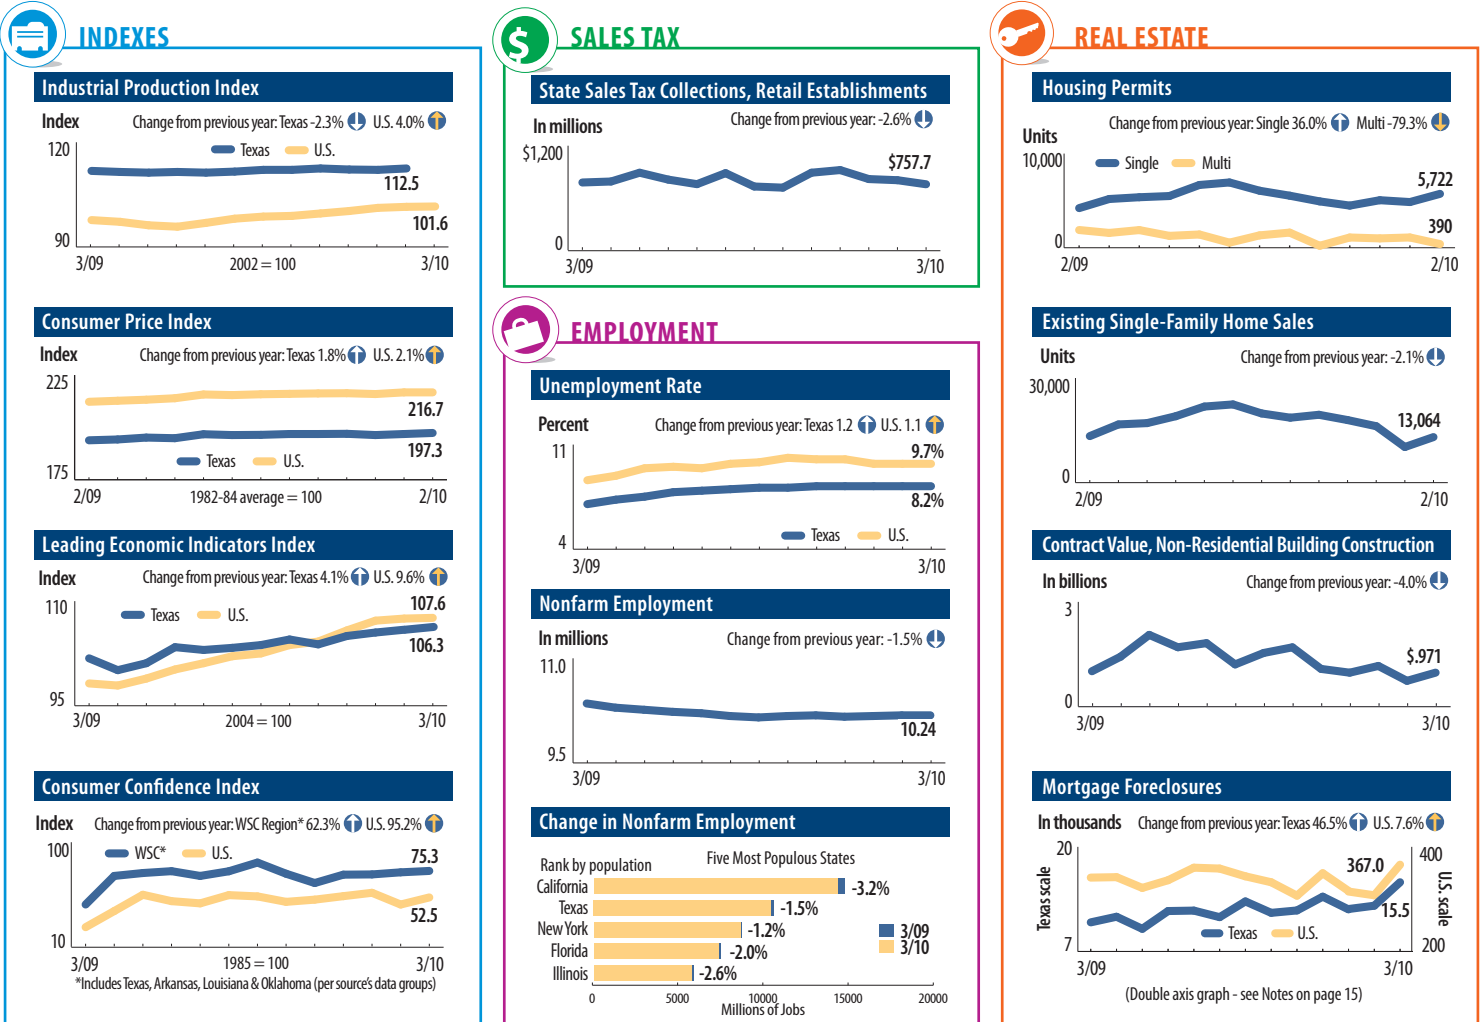 INDEXES
Industrial Production Index
Index
Change from previous year: Texas -2.3% U.S. 4.0%
120
Texas U.S.
112.5
101.6
90
3/09 2002 = 100 3/10
Consumer Price Index
Index
Change from previous year: Texas 1.8% U.S. 2.1%
225
216.7
197.3
Texas U.S.
175
2/09 1982-84 average = 100 2/10
Leading Economic Indicators Index
Index
Change from previous year: Texas 4.1% U.S. 9.6%
110
107.6
Texas U.S.
106.3
95
3/09 2004 = 100 3/10
Consumer Confidence Index
Index
Change from previous year: WSC Region* 62.3% U.S. 95.2%
100
WSC* U.S.
75.3
52.5
10
3/09 1985 = 100 3/10
*Includes Texas, Arkansas, Louisiana & Oklahoma (per source's data groups)
$
SALES TAX
State Sales Tax Collections, Retail Establishments
In millions
Change from previous year: -2.6%
$1,200
$757.7
0
3/09 3/10
EMPLOYMENT
Unemployment Rate
Percent
Change from previous year: Texas 1.2 U.S. 1.1
11
9.7%
8.2%
Texas U.S.
4
3/09 3/10
Nonfarm Employment
In millions
Change from previous year: -1.5%
11.0
10.24
9.5
3/09 3/10
Change in Nonfarm Employment
Rank by population
Five Most Populous States
California -3.2%
Texas -1.5%
New York -1.2%
Florida -2.0%
Illinois -2.6%
3/09
3/10
0 5000 10000 15000 20000
Millions of Jobs
REAL ESTATE
Housing Permits
Change from previous year: Single 36.0% Multi -79.3%
Units
10,000
Single Multi
5,722
390
0
2/09 2/10
Existing Single-Family Home Sales
Units
Change from previous year: -2.1%
30,000
13,064
0
2/09 2/10
Contract Value, Non-Residential Building Construction
In billions
Change from previous year: -4.0%
3
$.971
0
3/09 3/10
Mortgage Foreclosures
In thousands
Change from previous year: Texas 46.5% U.S. 7.6%
20
400
367.0
15.5
Texas scale
U.S. scale
Texas U.S.
7
200
3/09 3/10
(Double axis graph - see Notes on page 15)